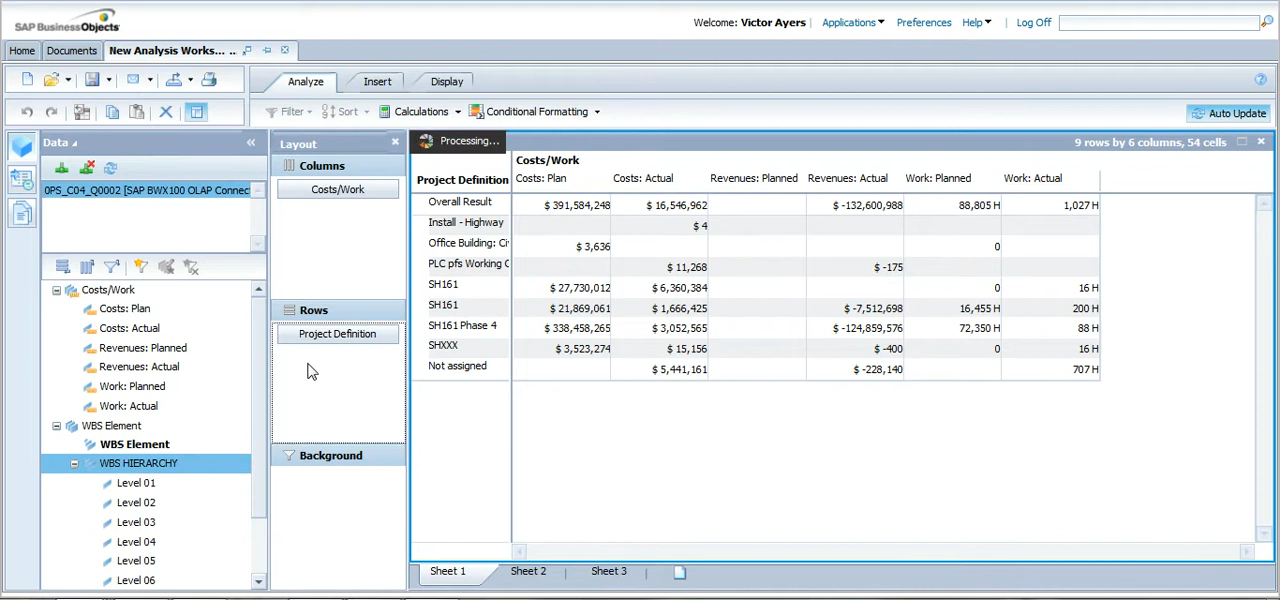 SAP BusinessObjects
Welcome: Victor Ayers Applications Preferences Help Log Off
Home Documents New Analysis Works... ...
Analyze Insert Display
Filter Sort Calculations Conditional Formatting Auto Update
Data
0PS_C04_Q0002 [SAP BWX100 OLAP Connect
Costs/Work
Costs: Plan
Costs: Actual
Revenues: Planned
Revenues: Actual
Work: Planned
Work: Actual
WBS Element
WBS Element
WBS HIERARCHY
Level 01
Level 02
Level 03
Level 04
Level 05
Level 06
Layout
Columns
Costs/Work
Rows
Project Definition
Background
Processing... 9 rows by 6 columns, 54 cells
Costs/Work
Project Definition Costs: Plan Costs: Actual Revenues: Planned Revenues: Actual Work: Planned Work: Actual
Overall Result $ 391,584,248 $ 16,546,962 $ -132,600,988 88,805 H 1,027 H
Install - Highway $ 4
Office Building: Ci $ 3,636 0
PLC pfs Working C $ 11,268 $ -175
SH161 $ 27,730,012 $ 6,360,384 0 16 H
SH161 $ 21,869,061 $ 1,666,425 $ -7,512,698 16,455 H 200 H
SH161 Phase 4 $ 338,458,265 $ 3,052,565 $ -124,859,576 72,350 H 88 H
SHXXX $ 3,523,274 $ 15,156 $ -400 0 16 H
Not assigned $ 5,441,161 $ -228,140 707 H
Sheet 1 Sheet 2 Sheet 3